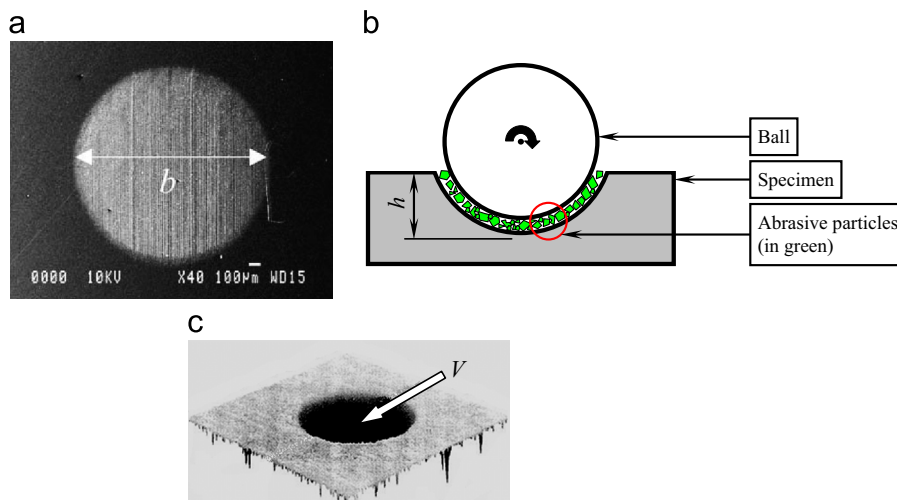 a
b
b
0000 10KV X40 100μm WD15
h
Ball
Specimen
Abrasive particles
(in green)
c
V